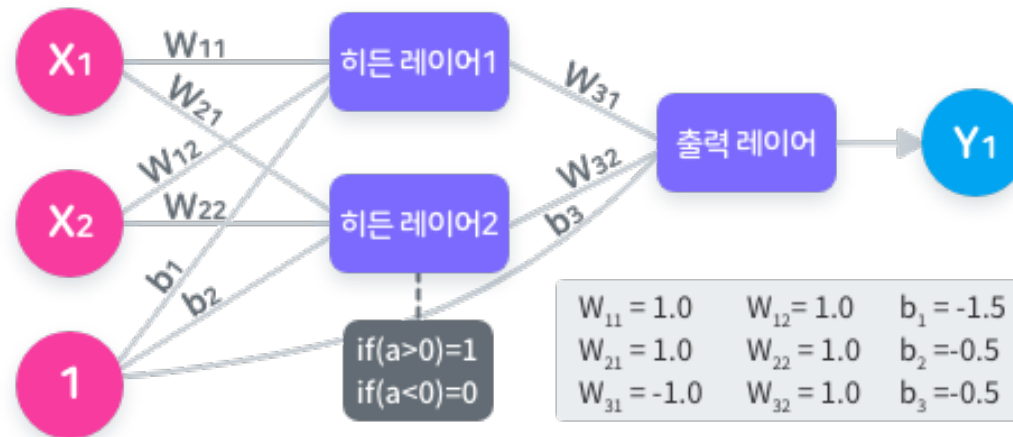 X1
W11
히든 레이어1
W31
W21
출력 레이어
Y1
W12
W32
X2
W22
히든 레이어2
b3
b1
b2
1
if(a>0)=1
if(a<0)=0
W11 = 1.0 W12= 1.0 b1 = -1.5
W21 = 1.0 W22 = 1.0 b2 =-0.5
W31 = -1.0 W32 = 1.0 b3 =-0.5